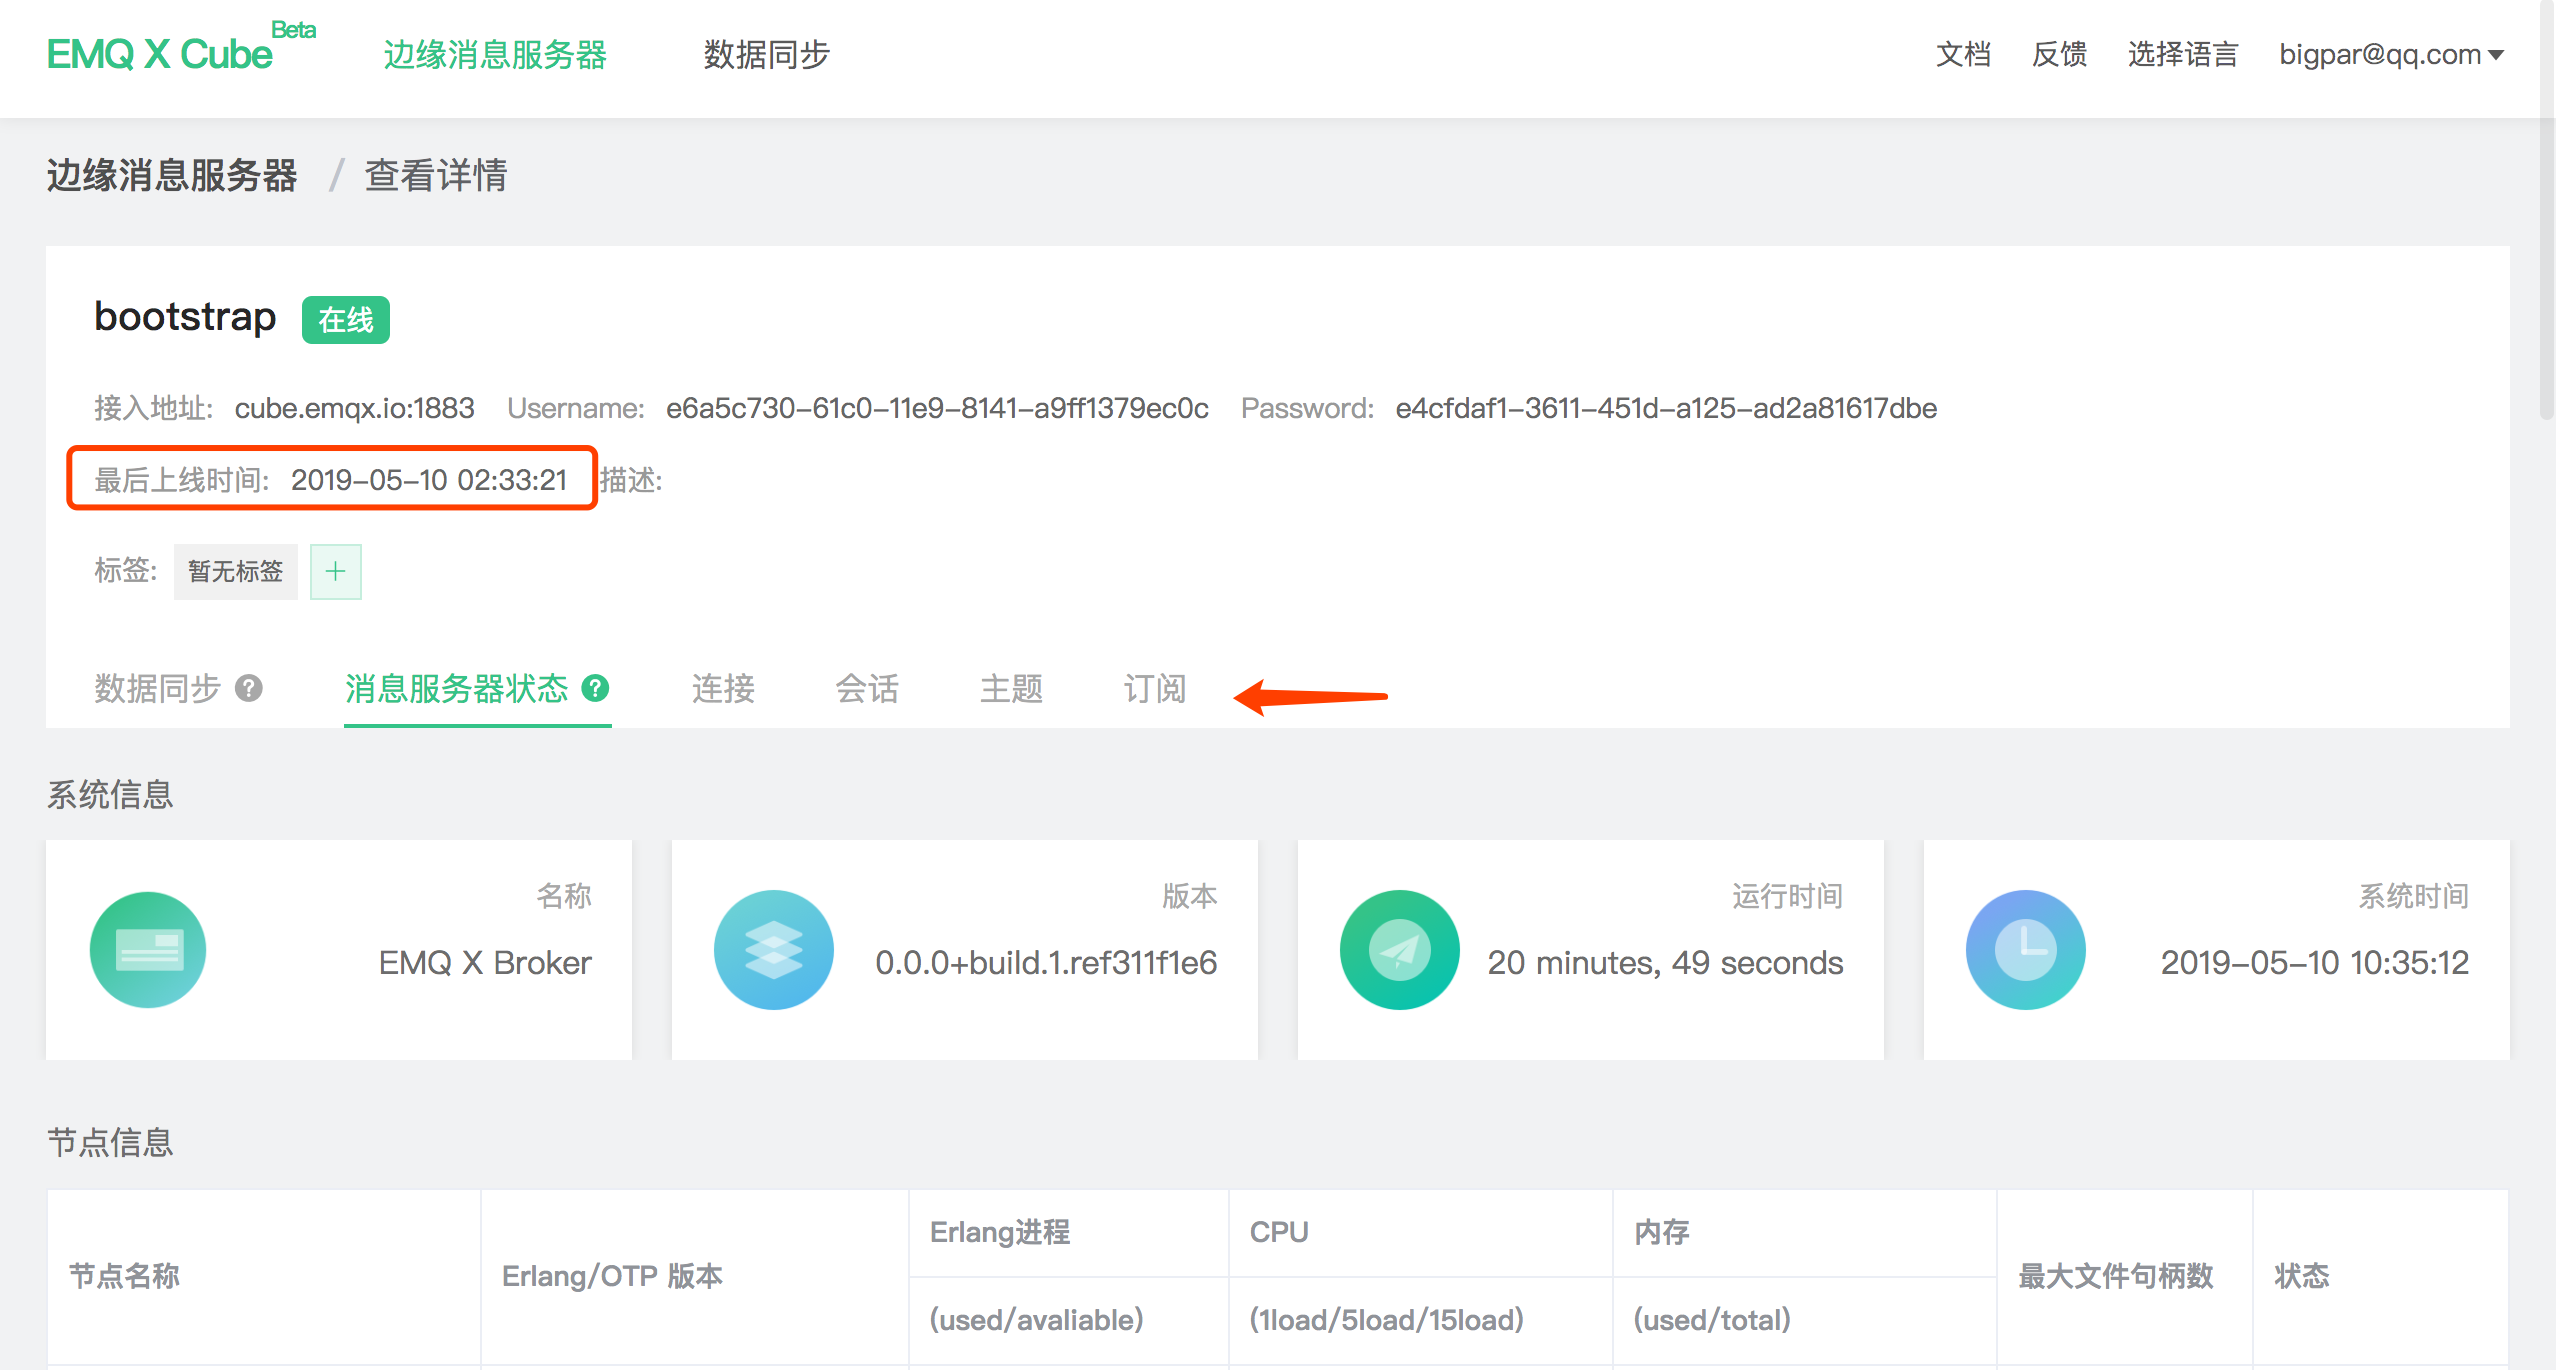 EMQ X Cube Beta 边缘消息服务器 数据同步 文档 反馈 选择语言 bigpar@qq.com
边缘消息服务器 / 查看详情
bootstrap 在线
接入地址: cube.emqx.io:1883 Username: e6a5c730-61c0-11e9-8141-a9ff1379ec0c Password: e4cfdaf1-3611-451d-a125-ad2a81617dbe
最后上线时间: 2019-05-10 02:33:21 描述:
标签: 暂无标签 +
数据同步 ? 消息服务器状态 ? 连接 会话 主题 订阅
系统信息
名称
EMQ X Broker
版本
0.0.0+build.1.ref311f1e6
运行时间
20 minutes, 49 seconds
系统时间
2019-05-10 10:35:12
节点信息
节点名称 Erlang/OTP 版本 Erlang进程 CPU 内存 最大文件句柄数 状态
(used/avaliable) (1load/5load/15load) (used/total)